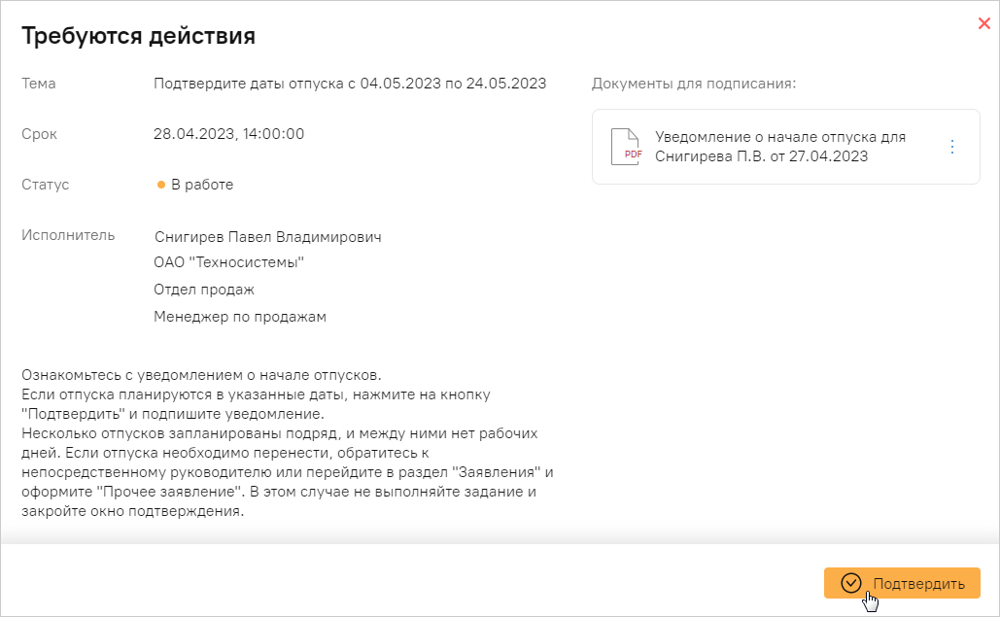 Требуются действия
Тема
Подтвердите даты отпуска с 04.05.2023 по 24.05.2023
Срок
28.04.2023, 14:00:00
Статус
В работе
Исполнитель
Снигирев Павел Владимирович
ОАО "Техносистемы"
Отдел продаж
Менеджер по продажам
Документы для подписания:
PDF
Уведомление о начале отпуска для
Снигирева П.В. от 27.04.2023
Ознакомьтесь с уведомлением о начале отпусков.
Если отпуска планируются в указанные даты, нажмите на кнопку
"Подтвердить" и подпишите уведомление.
Несколько отпусков запланированы подряд, и между ними нет рабочих
дней. Если отпуска необходимо перенести, обратитесь к
непосредственному руководителю или перейдите в раздел "Заявления" и
оформите "Прочее заявление". В этом случае не выполняйте задание и
закройте окно подтверждения.
Подтвердить